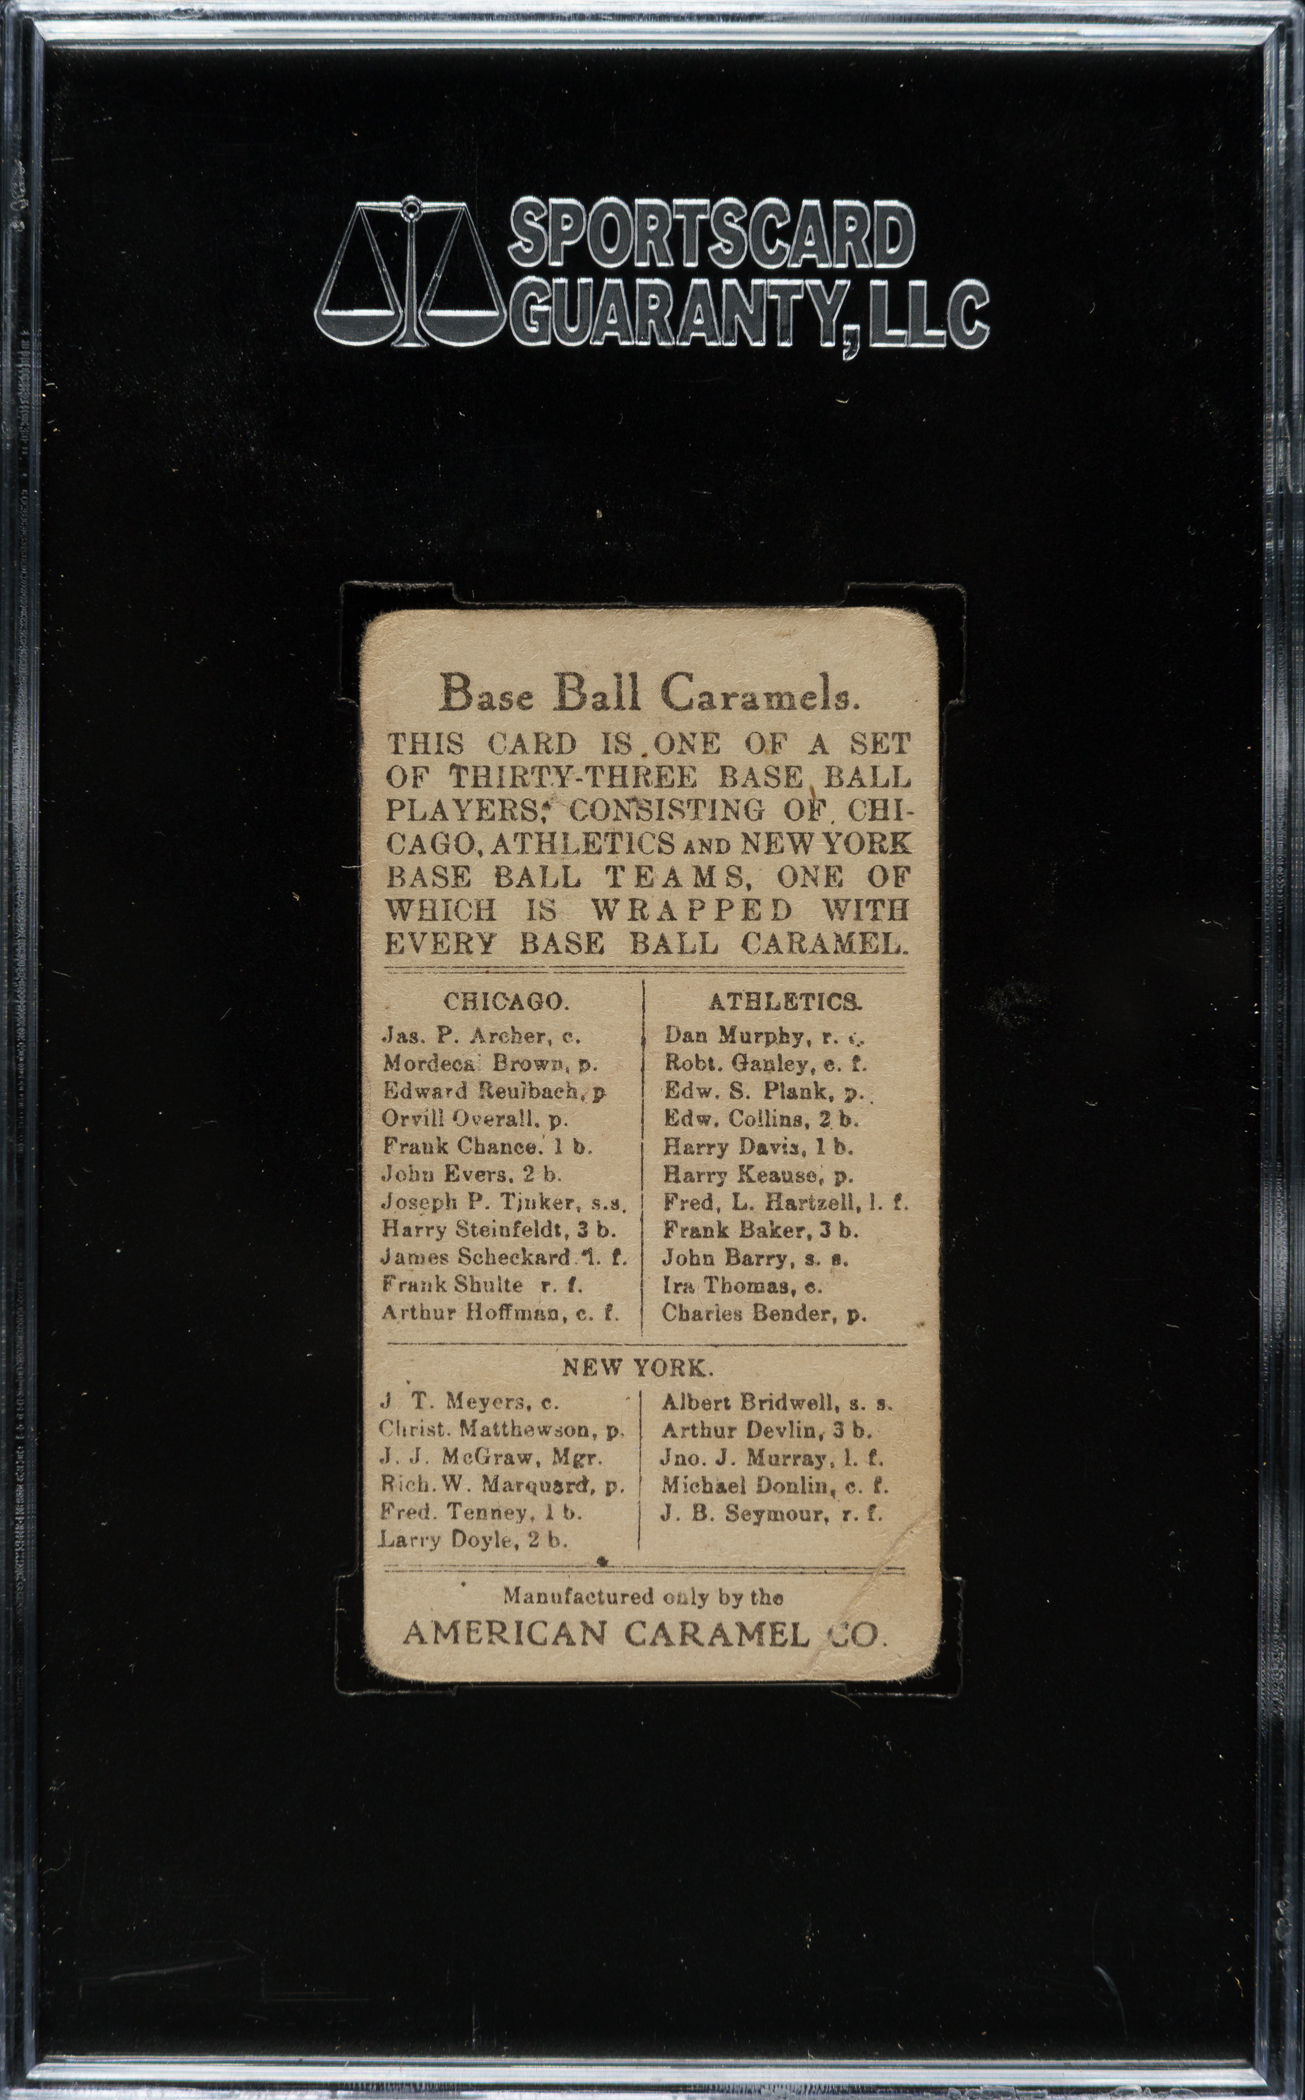 SPORTSCARD
GUARANTY, LLC
Base Ball Caramels.
THIS CARD IS ONE OF A SET
OF THIRTY-THREE BASE BALL
PLAYERS, CONSISTING OF CHI-
CAGO, ATHLETICS AND NEW YORK
BASE BALL TEAMS, ONE OF
WHICH IS WRAPPED WITH
EVERY BASE BALL CARAMEL.
CHICAGO.
Jas. P. Archer, c.
Mordeca Brown, p.
Edward Reulbach, p
Orvill Overall, p.
Frank Chance. 1 b.
John Evers, 2 b.
Joseph P. Tinker, s.s.
Harry Steinfeldt, 3 b.
James Scheckard l. f.
Frank Shulte r. f.
Arthur Hoffman, c. f.
ATHLETICS.
Dan Murphy, r.
Robt. Ganley, c. f.
Edw. S. Plank, p.
Edw. Collins, 2 b.
Harry Davis, 1 b.
Harry Keause, p.
Fred, L. Hartzell, l. f.
Frank Baker, 3 b.
John Barry, s. s.
Ira Thomas, c.
Charles Bender, p.
NEW YORK.
J T. Meyers, c.
Christ. Matthewson, p.
J. J. McGraw, Mgr.
Rich. W. Marquard, p.
Fred. Tenney, 1 b.
Larry Doyle, 2 b.
Albert Bridwell, s. s.
Arthur Devlin, 3 b.
Jno. J. Murray, l. f.
Michael Donlin, c. f.
J. B. Seymour, r. f.
Manufactured only by the
AMERICAN CARAMEL CO.